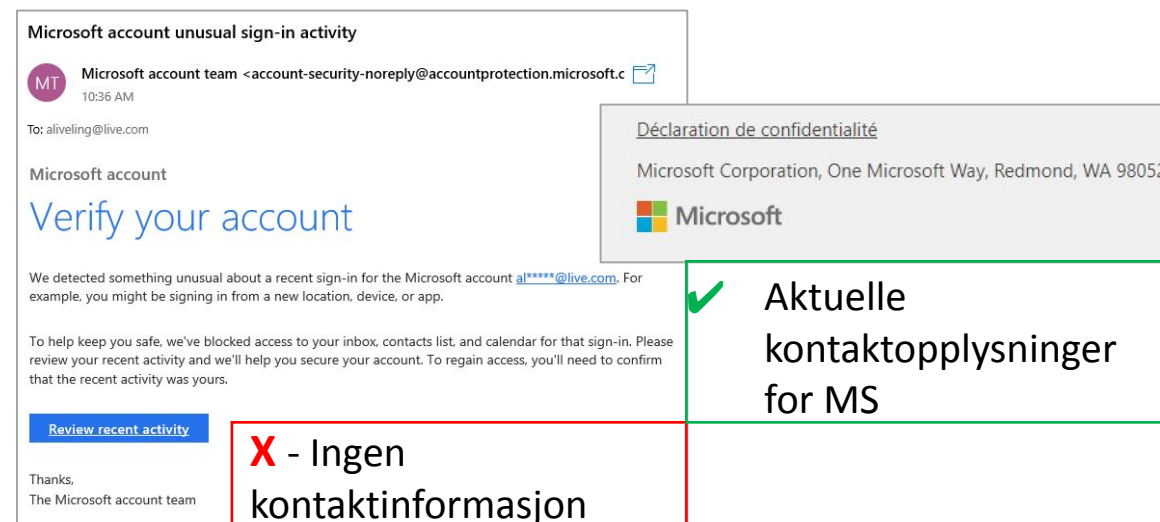 Microsoft account unusual sign-in activity
MT
Microsoft account team <account-security-noreply@accountprotection.microsoft.c
10:36 AM
To: aliveling@live.com
Microsoft account
Verify your account
We detected something unusual about a recent sign-in for the Microsoft account al*****@live.com. For
example, you might be signing in from a new location, device, or app.
To help keep you safe, we've blocked access to your inbox, contacts list, and calendar for that sign-in. Please
review your recent activity and we'll help you secure your account. To regain access, you'll need to confirm
that the recent activity was yours.
Review recent activity
Thanks,
The Microsoft account team
Déclaration de confidentialité
Microsoft Corporation, One Microsoft Way, Redmond, WA 98052
Microsoft
✔ Aktuelle
kontaktopplysninger
for MS
X - Ingen
kontaktinformasjon